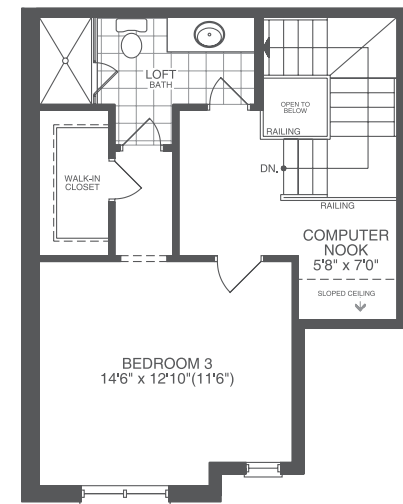 LOFT
BATH
OPEN TO
BELOW
RAILING
WALK-IN
CLOSET
DN.
RAILING
COMPUTER
NOOK
5'8" x 7'0"
SLOPED CEILING
BEDROOM 3
14'6" x 12'10"(11'6")